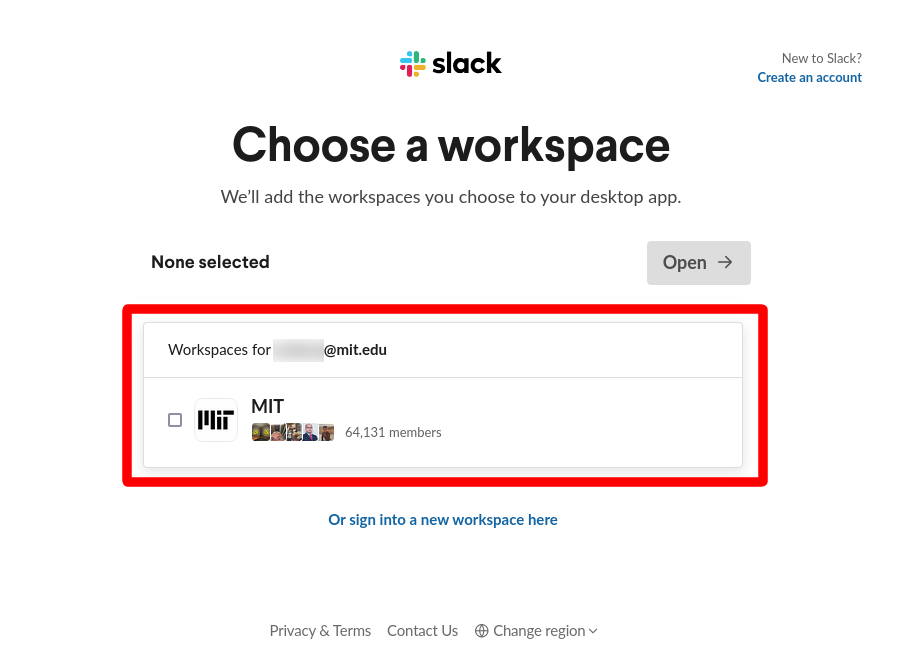 slack
New to Slack?
Create an account
Choose a workspace
We’ll add the workspaces you choose to your desktop app.
None selected
Open →
Workspaces for @mit.edu
MIT
MIT
64,131 members
Or sign into a new workspace here
Privacy & Terms Contact Us Change region